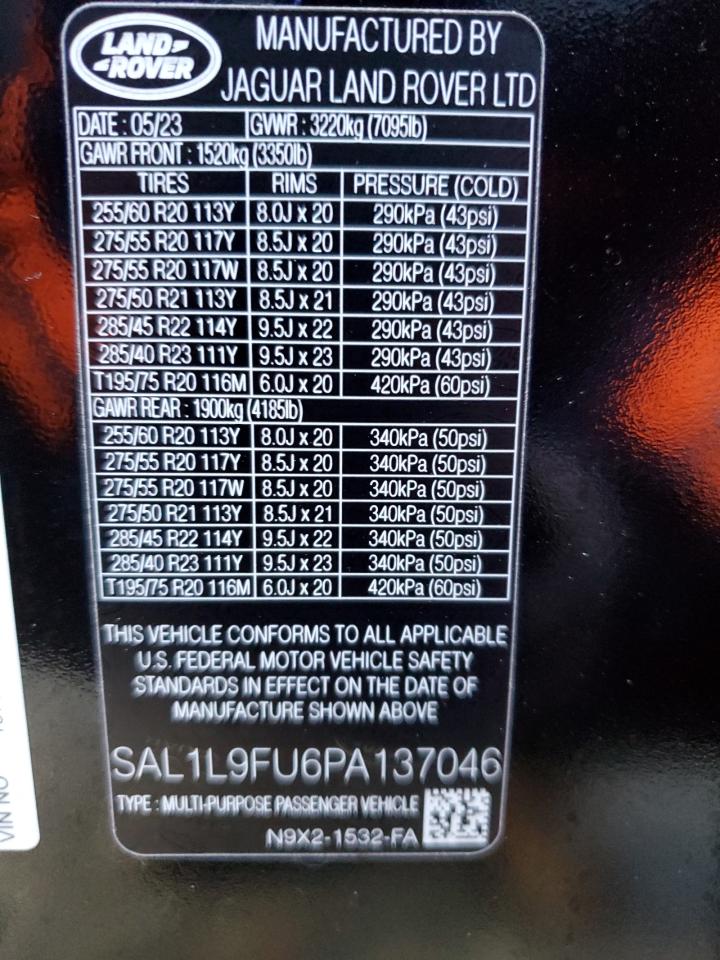 LAND ROVER
MANUFACTURED BY
JAGUAR LAND ROVER LTD
DATE : 05/23 GVWR : 3220kg (7095lb)
GAWR FRONT : 1520kg (3350lb)
TIRES RIMS PRESSURE (COLD)
255/60 R20 113Y 8.0J x 20 290kPa (43psi)
275/55 R20 117Y 8.5J x 20 290kPa (43psi)
275/55 R20 117W 8.5J x 20 290kPa (43psi)
275/50 R21 113Y 8.5J x 21 290kPa (43psi)
285/45 R22 114Y 9.5J x 22 290kPa (43psi)
285/40 R23 111Y 9.5J x 23 290kPa (43psi)
T195/75 R20 116M 6.0J x 20 420kPa (60psi)
GAWR REAR : 1900kg (4185lb)
255/60 R20 113Y 8.0J x 20 340kPa (50psi)
275/55 R20 117Y 8.5J x 20 340kPa (50psi)
275/55 R20 117W 8.5J x 20 340kPa (50psi)
275/50 R21 113Y 8.5J x 21 340kPa (50psi)
285/45 R22 114Y 9.5J x 22 340kPa (50psi)
285/40 R23 111Y 9.5J x 23 340kPa (50psi)
T195/75 R20 116M 6.0J x 20 420kPa (60psi)
THIS VEHICLE CONFORMS TO ALL APPLICABLE
U.S. FEDERAL MOTOR VEHICLE SAFETY
STANDARDS IN EFFECT ON THE DATE OF
MANUFACTURE SHOWN ABOVE
SAL1L9FU6PA137046
TYPE : MULTI-PURPOSE PASSENGER VEHICLE
N9X2-1532-FA
VIN NO